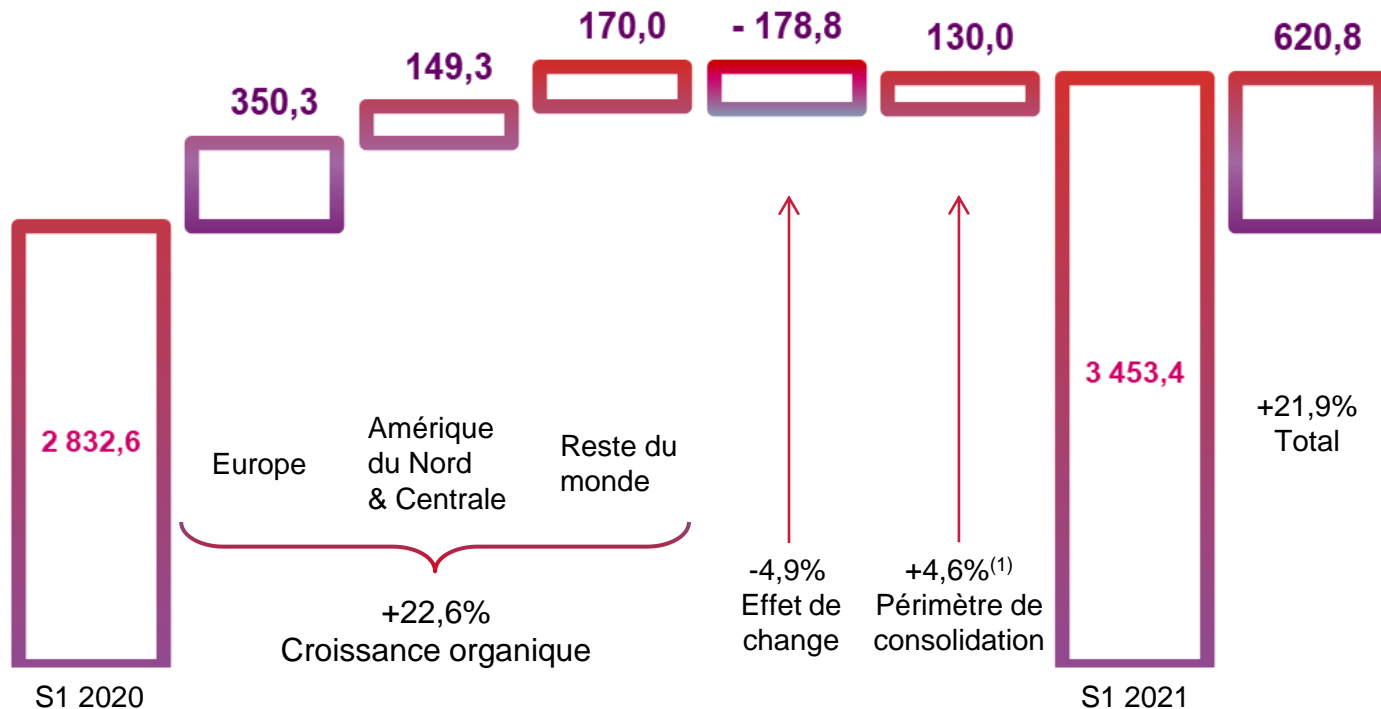 350,3
149,3
170,0
- 178,8
130,0
620,8
2 832,6
3 453,4
Europe
Amérique
du Nord
& Centrale
Reste du
monde
+22,6%
Croissance organique
-4,9%
Effet de
change
+4,6%(1)
Périmètre de
consolidation
+21,9%
Total
S1 2020
S1 2021